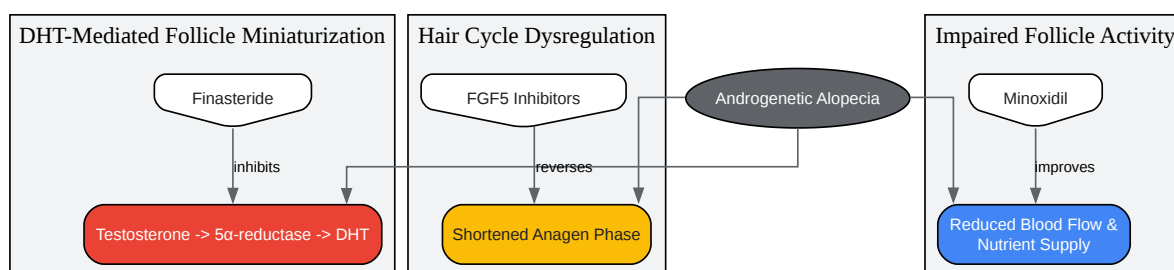 DHT-Mediated Follicle Miniaturization
Hair Cycle Dysregulation
Impaired Follicle Activity
Finasteride
FGF5 Inhibitors
Androgenetic Alopecia
Minoxidil
inhibits
reverses
improves
Testosterone -> 5α-reductase -> DHT
Shortened Anagen Phase
Reduced Blood Flow &
Nutrient Supply